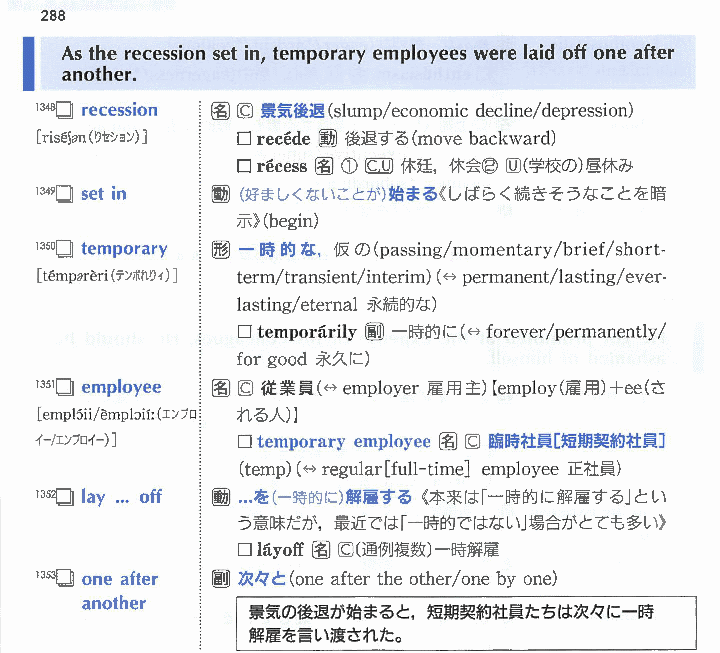 288
As the recession set in, temporary employees were laid off one after
another.
1348□ recession
[riséʃən(リセション)]
名 Ⓒ 景気後退(slump/economic decline/depression)
□ recéde 動 後退する(move backward)
□ récess 名 ① C,U 休廷, 休会② Ⓤ(学校の)昼休み
1349□ set in
動 (好ましくないことが)始まる《しばらく続きそうなことを暗
示》(begin)
1350□ temporary
[témpərèri(テンポれりィ)]
形 一時的な, 仮の(passing/momentary/brief/short-
term/transient/interim)(↔ permanent/lasting/ever-
lasting/eternal 永続的な)
□ temporárily 副 一時的に(↔ forever/permanently/
for good 永久に)
1351□ employee
[emplɔ́ii/èmplɔiíː(エンプロ
イー/エンプロイー)]
名 Ⓒ 従業員(↔ employer 雇用主)【employ(雇用)+ee(さ
れる人)】
□ temporary employee 名 Ⓒ 臨時社員[短期契約社員]
(temp)(↔ regular[full-time] employee 正社員)
1352□ lay … off
動 …を(一時的に)解雇する《本来は「一時的に解雇する」とい
う意味だが, 最近では「一時的ではない」場合がとても多い》
□ láyoff 名 Ⓒ(通例複数)一時解雇
1353□ one after
another
副 次々と(one after the other/one by one)
景気の後退が始まると, 短期契約社員たちは次々に一時
解雇を言い渡された。